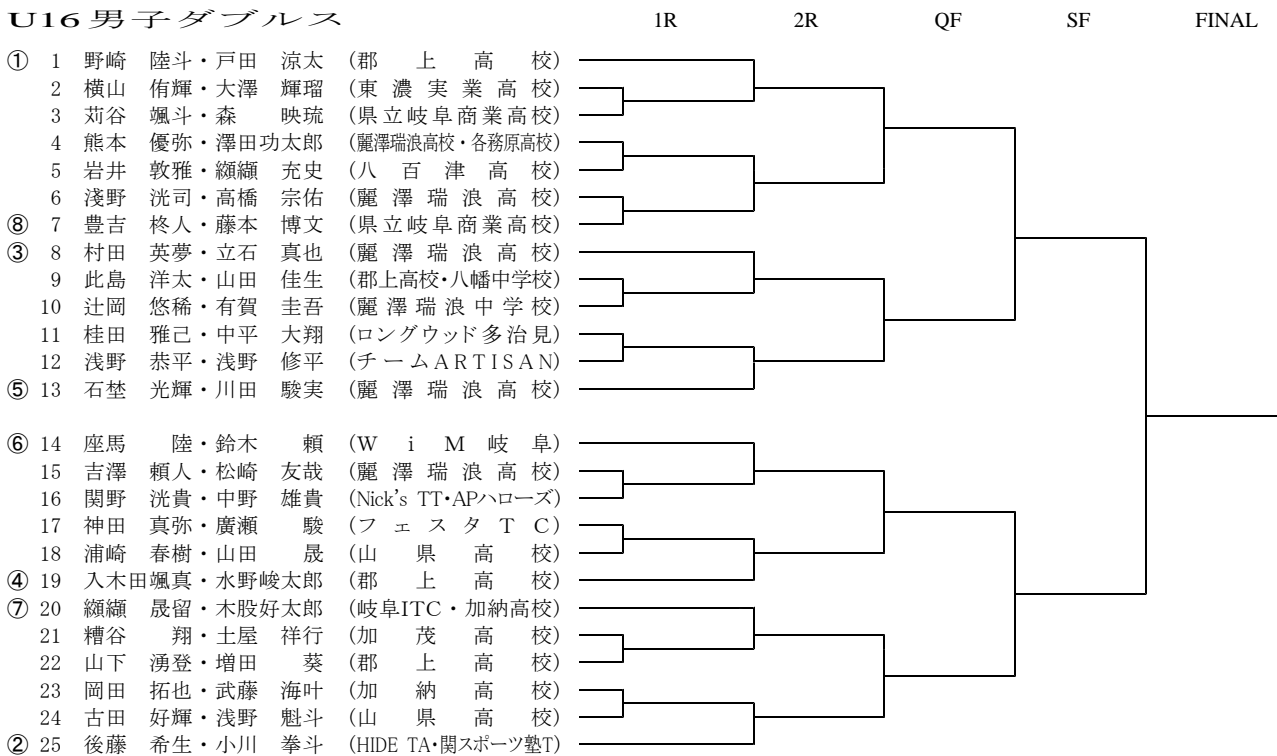 U16男子ダブルス 1R 2R QF SF FINAL
① 1 野崎 陸斗・戸田 涼太 (郡上高校)
2 横山 侑輝・大澤 輝瑠 (東濃実業高校)
3 苅谷 颯斗・森 映琉 (県立岐阜商業高校)
4 熊本 優弥・澤田功太郎 (麗澤瑞浪高校・各務原高校)
5 岩井 敦雅・纐纈 充史 (八百津高校)
6 淺野 洸司・高橋 宗佑 (麗澤瑞浪高校)
⑧ 7 豊吉 柊人・藤本 博文 (県立岐阜商業高校)
③ 8 村田 英夢・立石 真也 (麗澤瑞浪高校)
9 此島 洋太・山田 佳生 (郡上高校・八幡中学校)
10 辻岡 悠稀・有賀 圭吾 (麗澤瑞浪中学校)
11 桂田 雅己・中平 大翔 (ロングウッド多治見)
12 浅野 恭平・浅野 修平 (チームARTISAN)
⑤ 13 石埜 光輝・川田 駿実 (麗澤瑞浪高校)
⑥ 14 座馬 陸・鈴木 頼 (WiM岐阜)
15 吉澤 頼人・松崎 友哉 (麗澤瑞浪高校)
16 関野 洸貴・中野 雄貴 (Nick's TT・APハローズ)
17 神田 真弥・廣瀬 駿 (フェスタTC)
18 浦崎 春樹・山田 晟 (山県高校)
④ 19 入木田颯真・水野峻太郎 (郡上高校)
⑦ 20 纐纈 晟留・木股好太郎 (岐阜ITC・加納高校)
21 糟谷 翔・土屋 祥行 (加茂高校)
22 山下 湧登・増田 葵 (郡上高校)
23 岡田 拓也・武藤 海叶 (加納高校)
24 古田 好輝・浅野 魁斗 (山県高校)
② 25 後藤 希生・小川 拳斗 (HIDE TA・関スポーツ塾T)